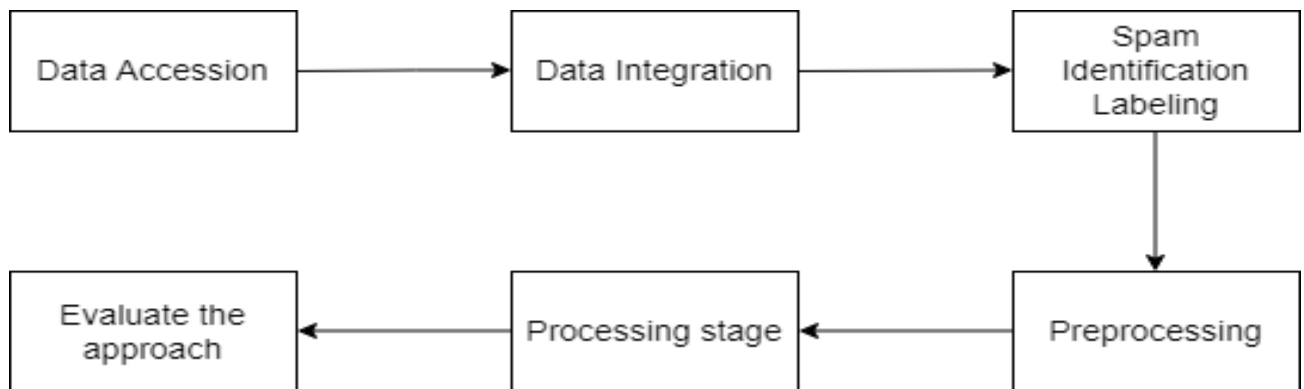 Data Accession
Data Integration
Spam
Identification
Labeling
Preprocessing
Processing stage
Evaluate the
approach